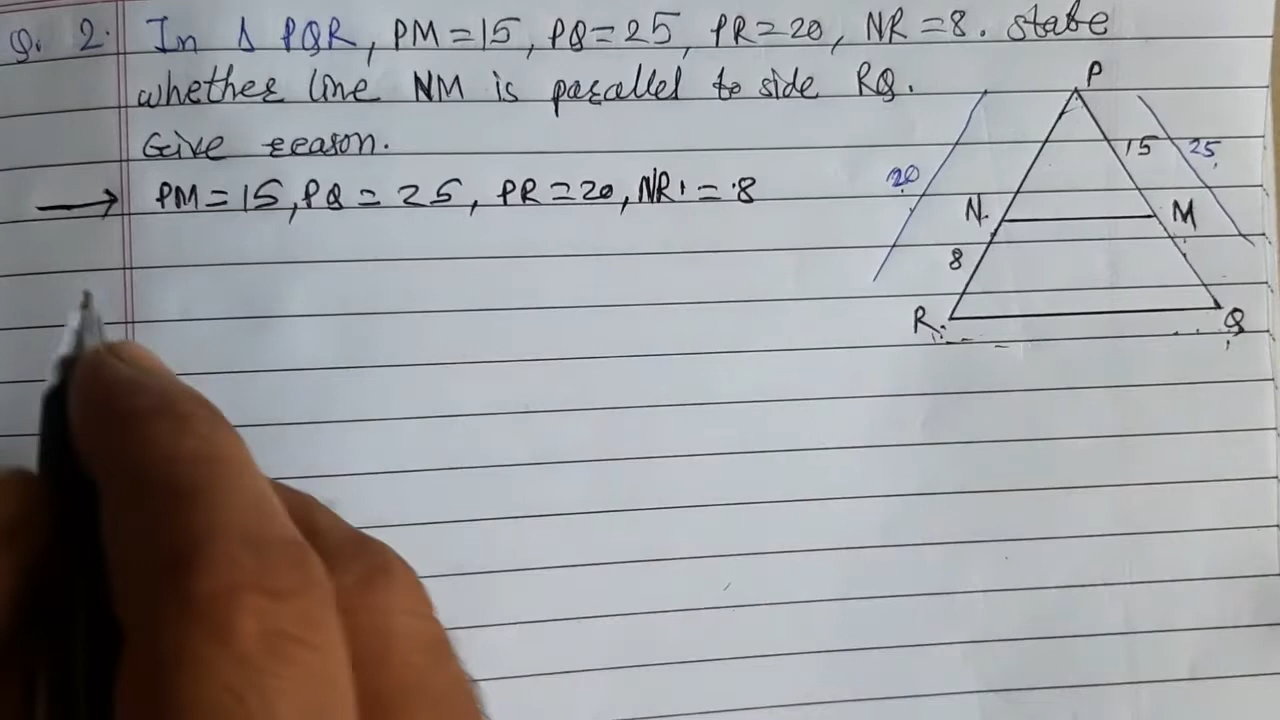 Q. 2. In Δ PQR, PM = 15, PQ = 25, PR = 20, NR = 8. state
whether line NM is parallel to side RQ.
Give reason.
→ PM = 15, PQ = 25, PR = 20, NR = 8
P
15
25
20
N
M
8
R
Q